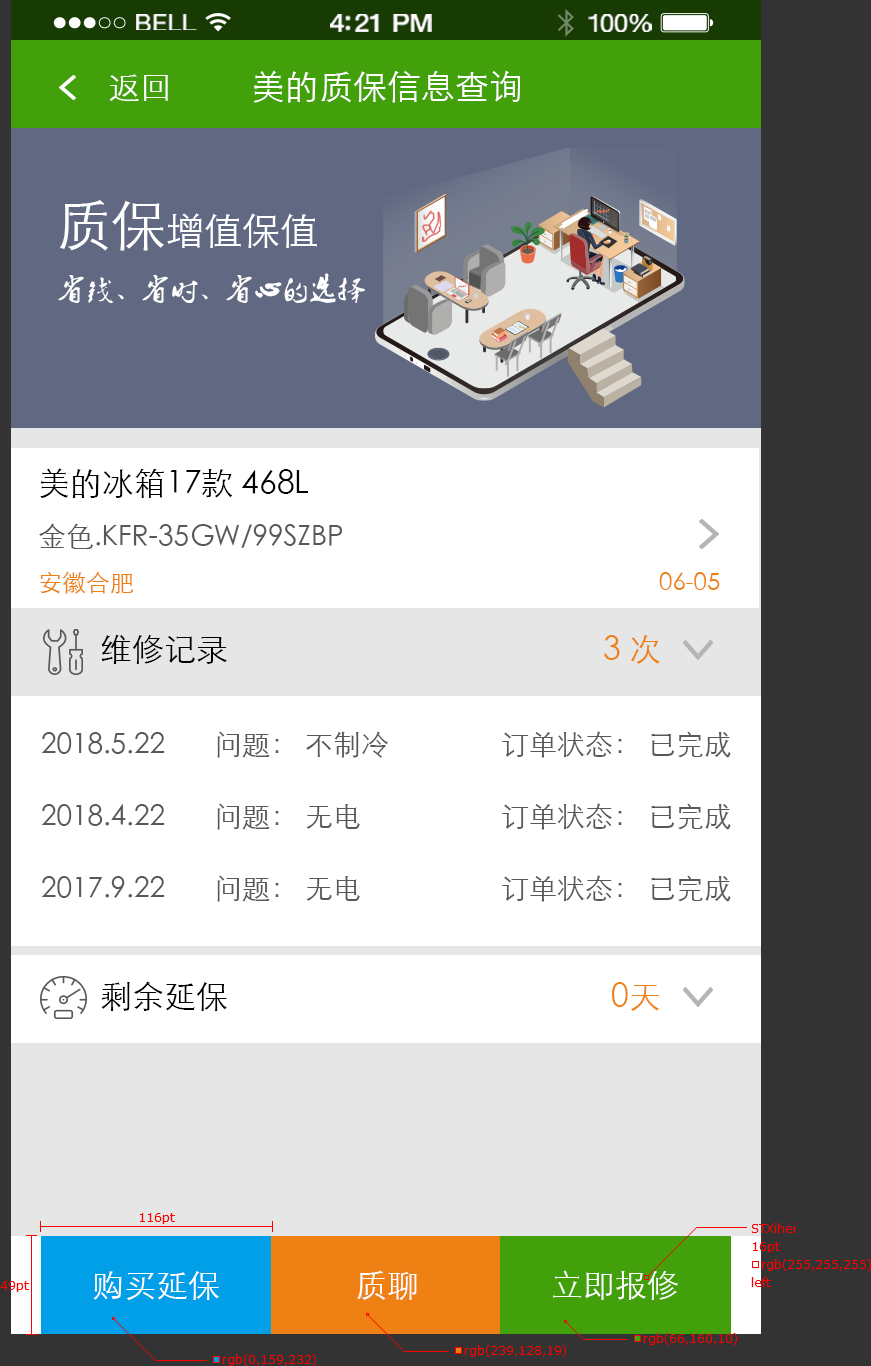 BELL 4:21 PM 100%
返回 美的质保信息查询
质保增值保值
省钱、省时、省心的选择
美的冰箱17款 468L
金色.KFR-35GW/99SZBP
安徽合肥 06-05
维修记录 3 次
2018.5.22 问题： 不制冷 订单状态： 已完成
2018.4.22 问题： 无电 订单状态： 已完成
2017.9.22 问题： 无电 订单状态： 已完成
剩余延保 0天
116pt
STXihei
16pt
rgb(255,255,255)
left
49pt
购买延保 质聊 立即报修
rgb(66,160,10)
rgb(239,128,19)
rgb(0,159,232)